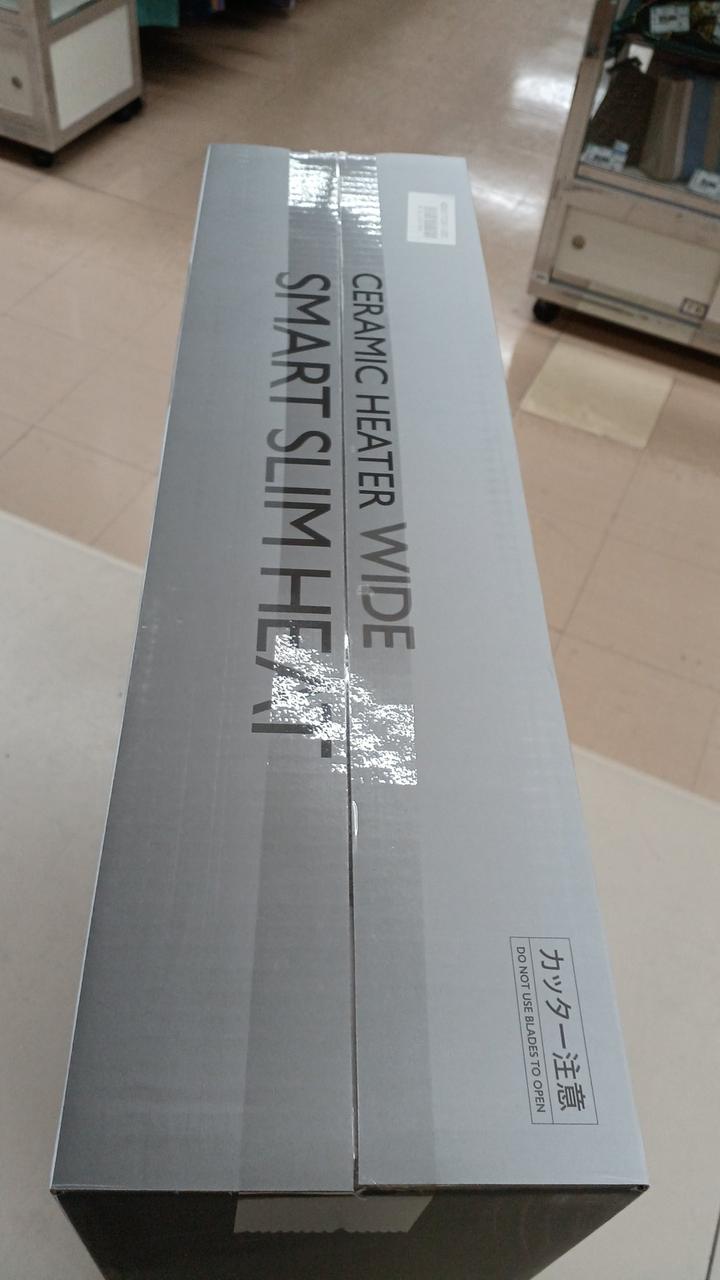 CERAMIC HEATER WIDE
SMART SLIM HEAT
カッター注意
DO NOT USE BLADES TO OPEN